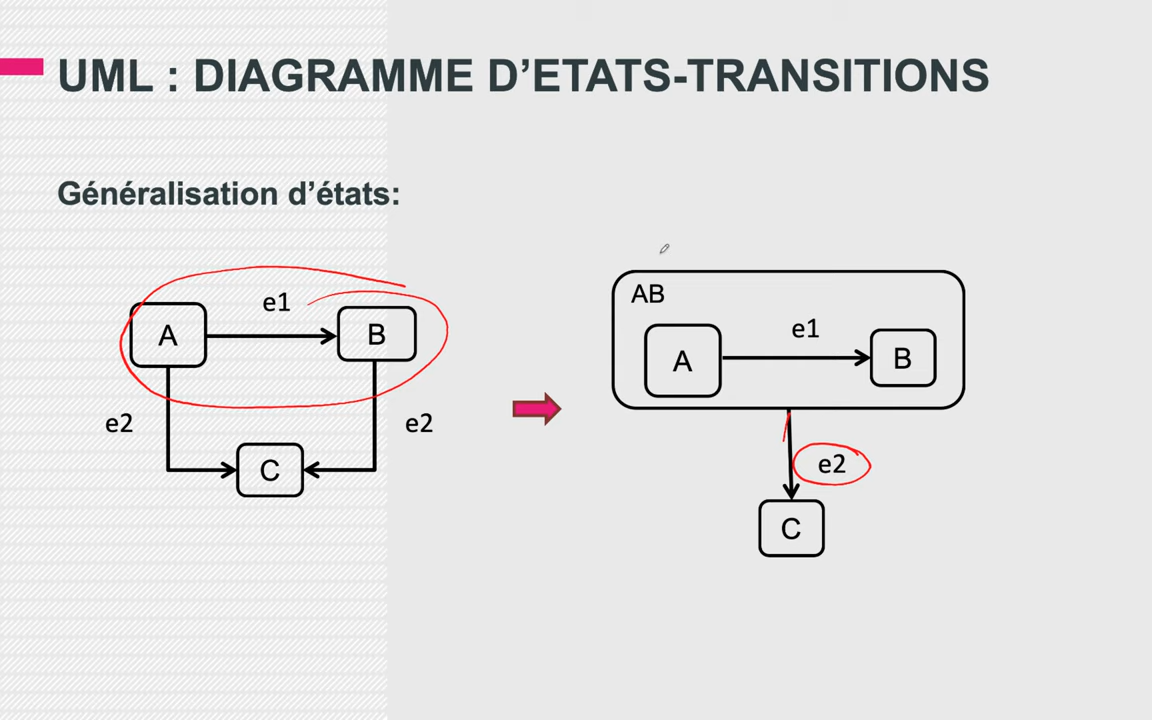 UML : DIAGRAMME D'ETATS-TRANSITIONS
Généralisation d'états:
e1
A
B
e2
e2
C
AB
e1
A
B
e2
C